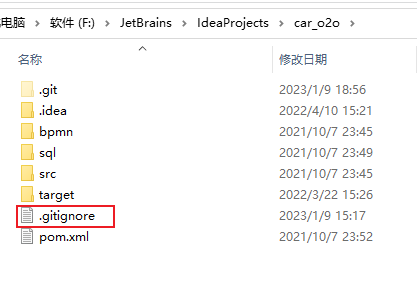 电脑 › 软件 (F:) › JetBrains › IdeaProjects › car_o2o ›
名称 修改日期
.git 2023/1/9 18:56
.idea 2022/4/10 15:21
bpmn 2021/10/7 23:45
sql 2021/10/7 23:49
src 2021/10/7 23:45
target 2022/3/22 15:26
.gitignore 2023/1/9 15:17
pom.xml 2021/10/7 23:52